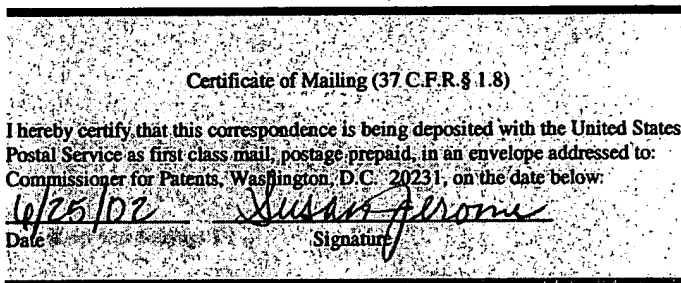 Certificate of Mailing (37 C.F.R.§ 1.8)
I hereby certify that this correspondence is being deposited with the United States
Postal Service as first class mail, postage prepaid, in an envelope addressed to:
Commissioner for Patents, Washington, D.C. 20231, on the date below:
6/25/02 Susan Jerome
Date Signature